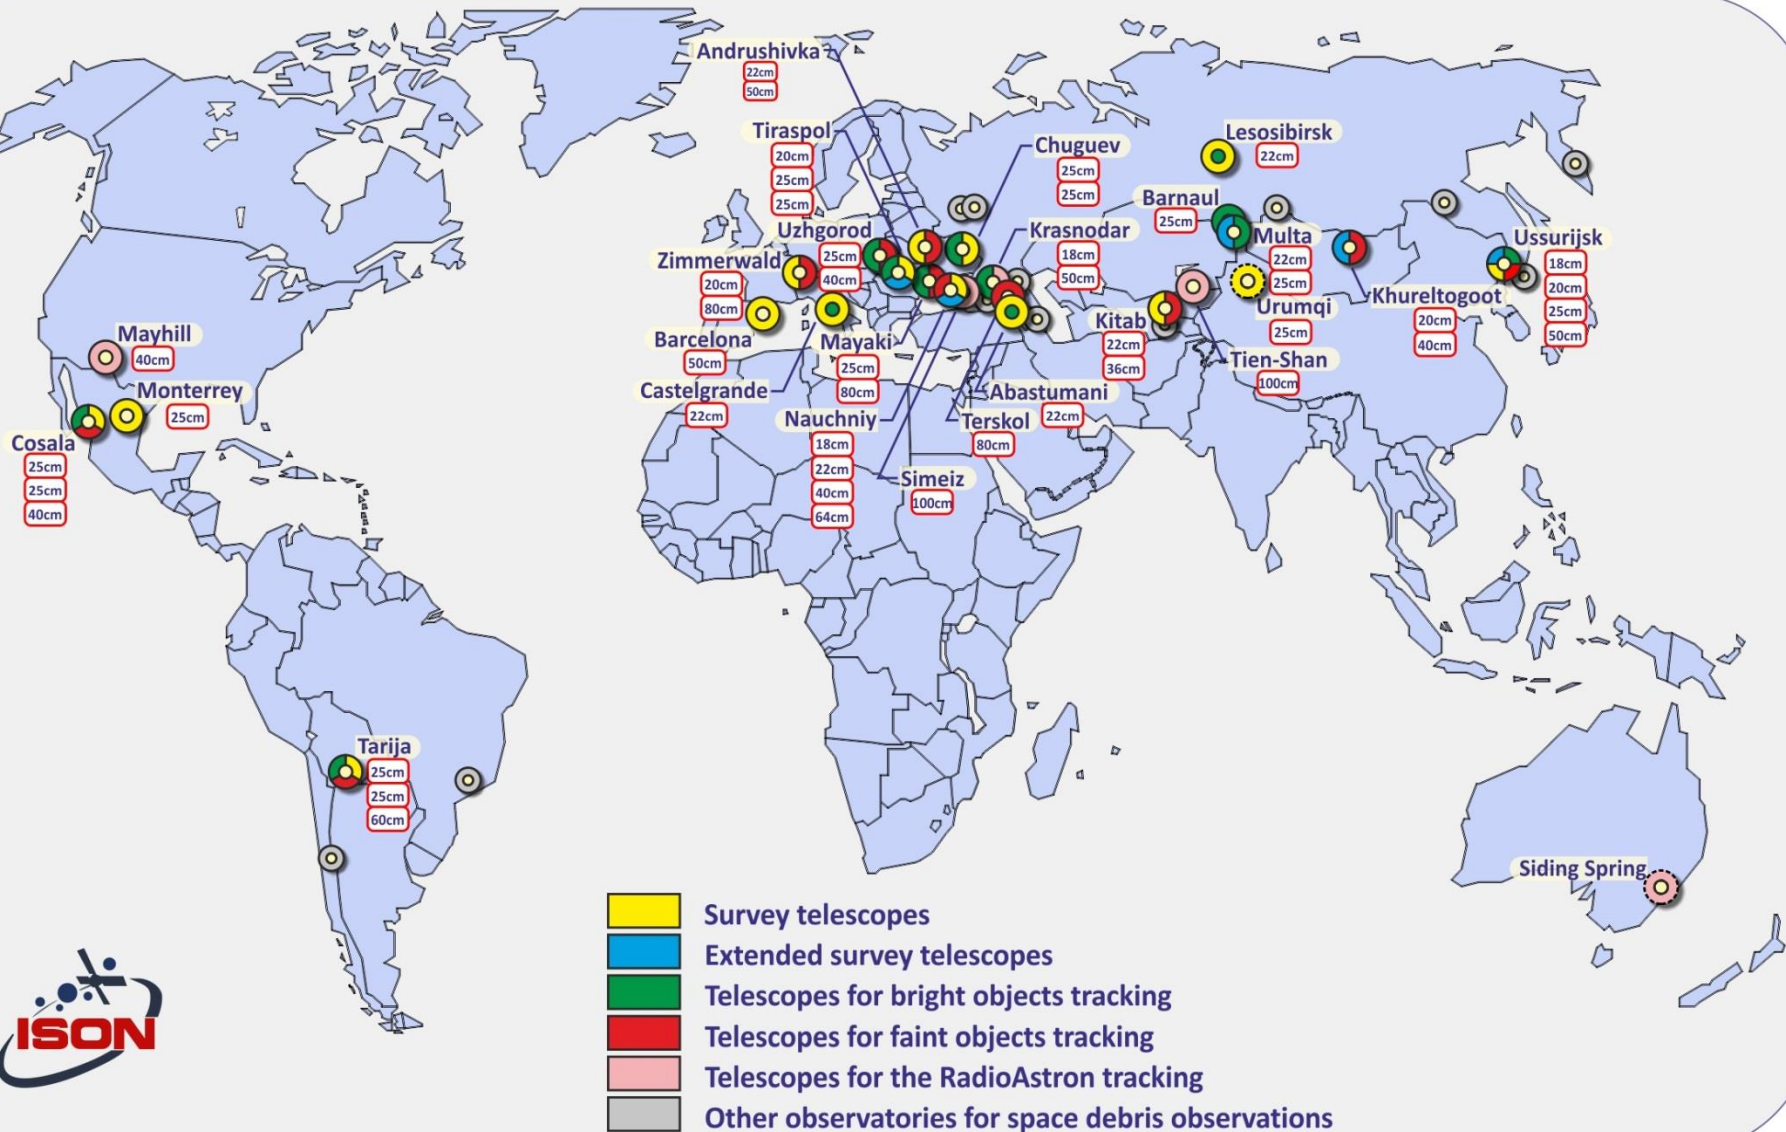 Andrushivka
22cm
50cm
Tiraspol
20cm
25cm
25cm
Chuguev
25cm
25cm
Lesosibirsk
22cm
Barnaul
25cm
Uzhgorod
25cm
40cm
Krasnodar
18cm
50cm
Multa
22cm
25cm
Ussurijsk
18cm
20cm
25cm
50cm
Zimmerwald
20cm
80cm
Khureltogoot
20cm
40cm
Urumqi
25cm
Kitab
22cm
36cm
Mayhill
40cm
Barcelona
50cm
Mayaki
25cm
80cm
Tien-Shan
100cm
Monterrey
25cm
Castelgrande
22cm
Abastumani
22cm
Nauchniy
18cm
22cm
40cm
64cm
Terskol
80cm
Cosala
25cm
25cm
40cm
Simeiz
100cm
Tarija
25cm
25cm
60cm
Siding Spring
Survey telescopes
Extended survey telescopes
Telescopes for bright objects tracking
Telescopes for faint objects tracking
Telescopes for the RadioAstron tracking
Other observatories for space debris observations
ISON